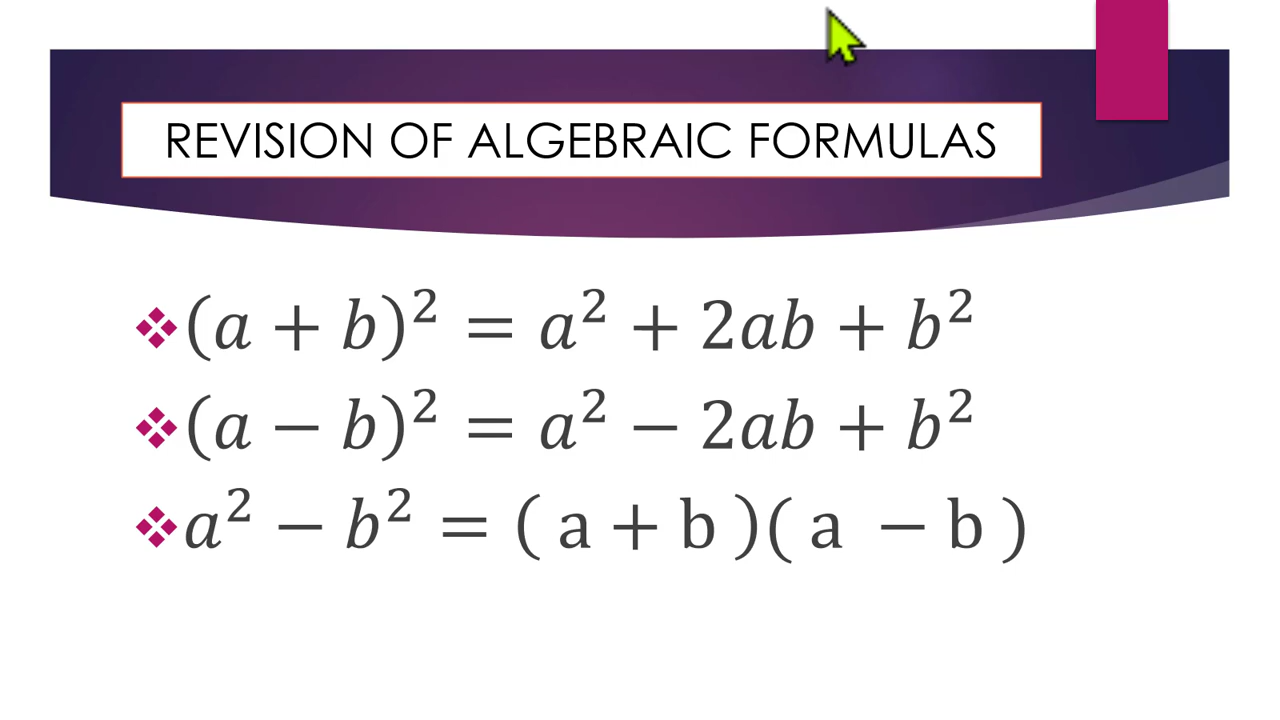 REVISION OF ALGEBRAIC FORMULAS
❖(a + b)² = a² + 2ab + b²
❖(a − b)² = a² − 2ab + b²
❖a² − b² = ( a + b )( a − b )